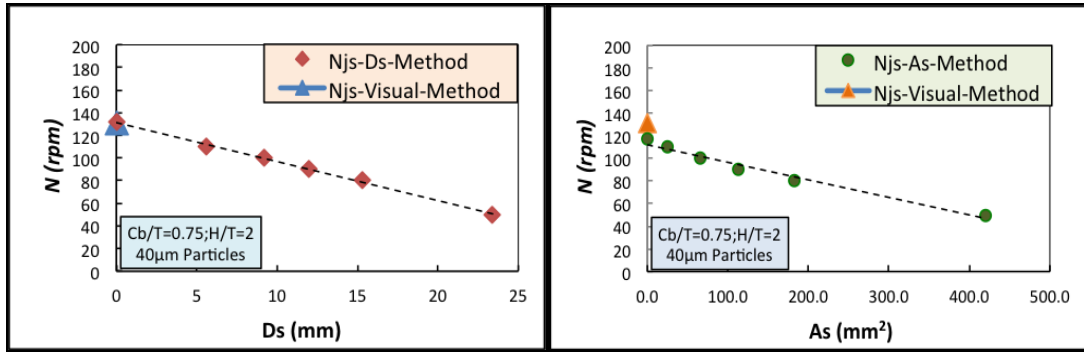 200
180
160
140
120
100
80
60
40
20
0
N (rpm)
Njs-Ds-Method
Njs-Visual-Method
Cb/T=0.75;H/T=2
40μm Particles
0 5 10 15 20 25
Ds (mm)
200
180
160
140
120
100
80
60
40
20
0
N (rpm)
Njs-As-Method
Njs-Visual-Method
Cb/T=0.75;H/T=2
40μm Particles
0.0 100.0 200.0 300.0 400.0 500.0
As (mm²)